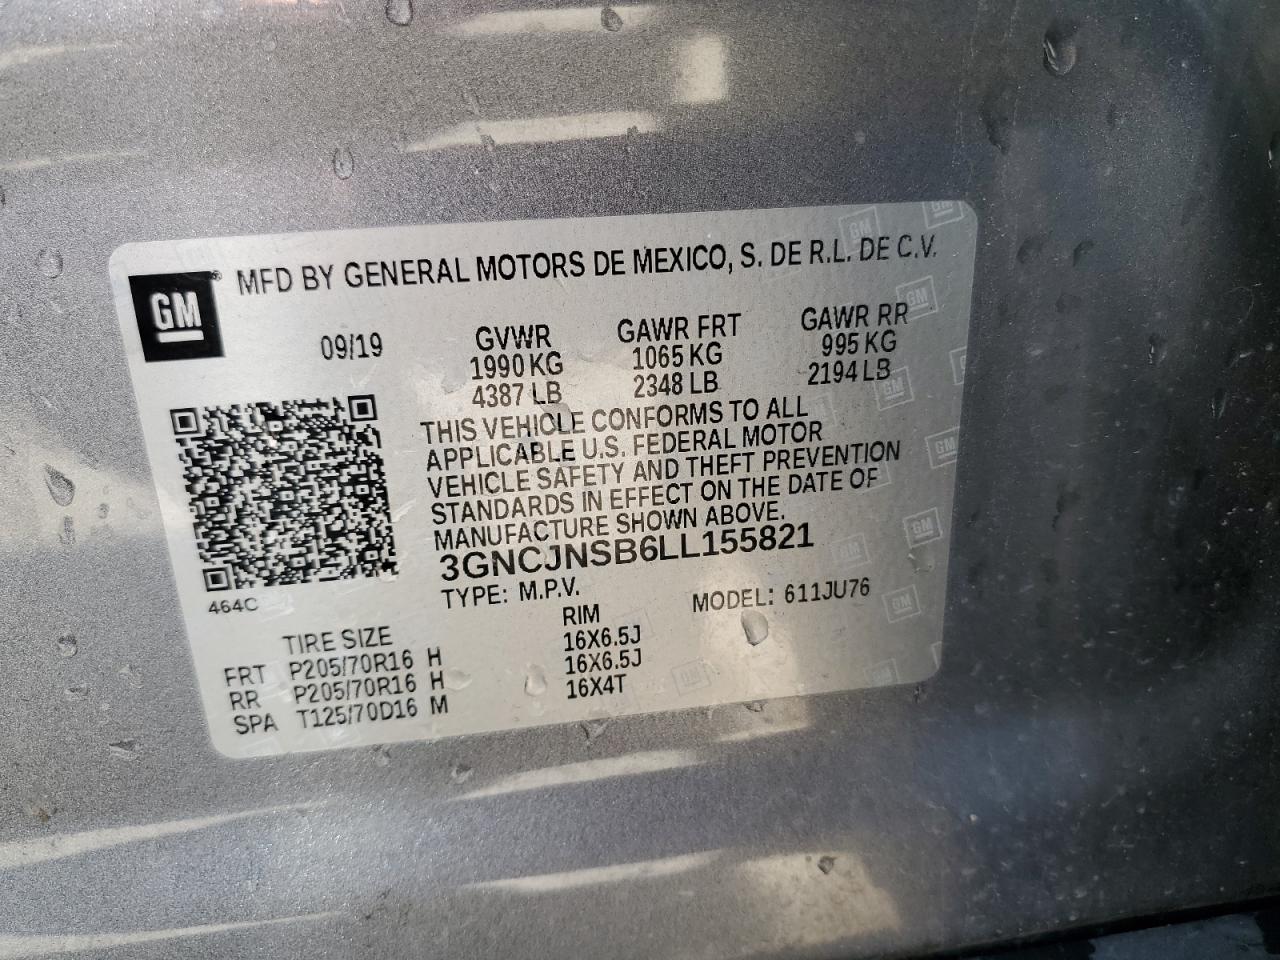 GM® MFD BY GENERAL MOTORS DE MEXICO, S. DE R.L. DE C.V.
09/19 GVWR GAWR FRT GAWR RR
1990 KG 1065 KG 995 KG
4387 LB 2348 LB 2194 LB
THIS VEHICLE CONFORMS TO ALL
APPLICABLE U.S. FEDERAL MOTOR
VEHICLE SAFETY AND THEFT PREVENTION
STANDARDS IN EFFECT ON THE DATE OF
MANUFACTURE SHOWN ABOVE.
3GNCJNSB6LL155821
464C
TYPE: M.P.V. MODEL: 611JU76
TIRE SIZE RIM
FRT P205/70R16 H 16X6.5J
RR P205/70R16 H 16X6.5J
SPA T125/70D16 M 16X4T